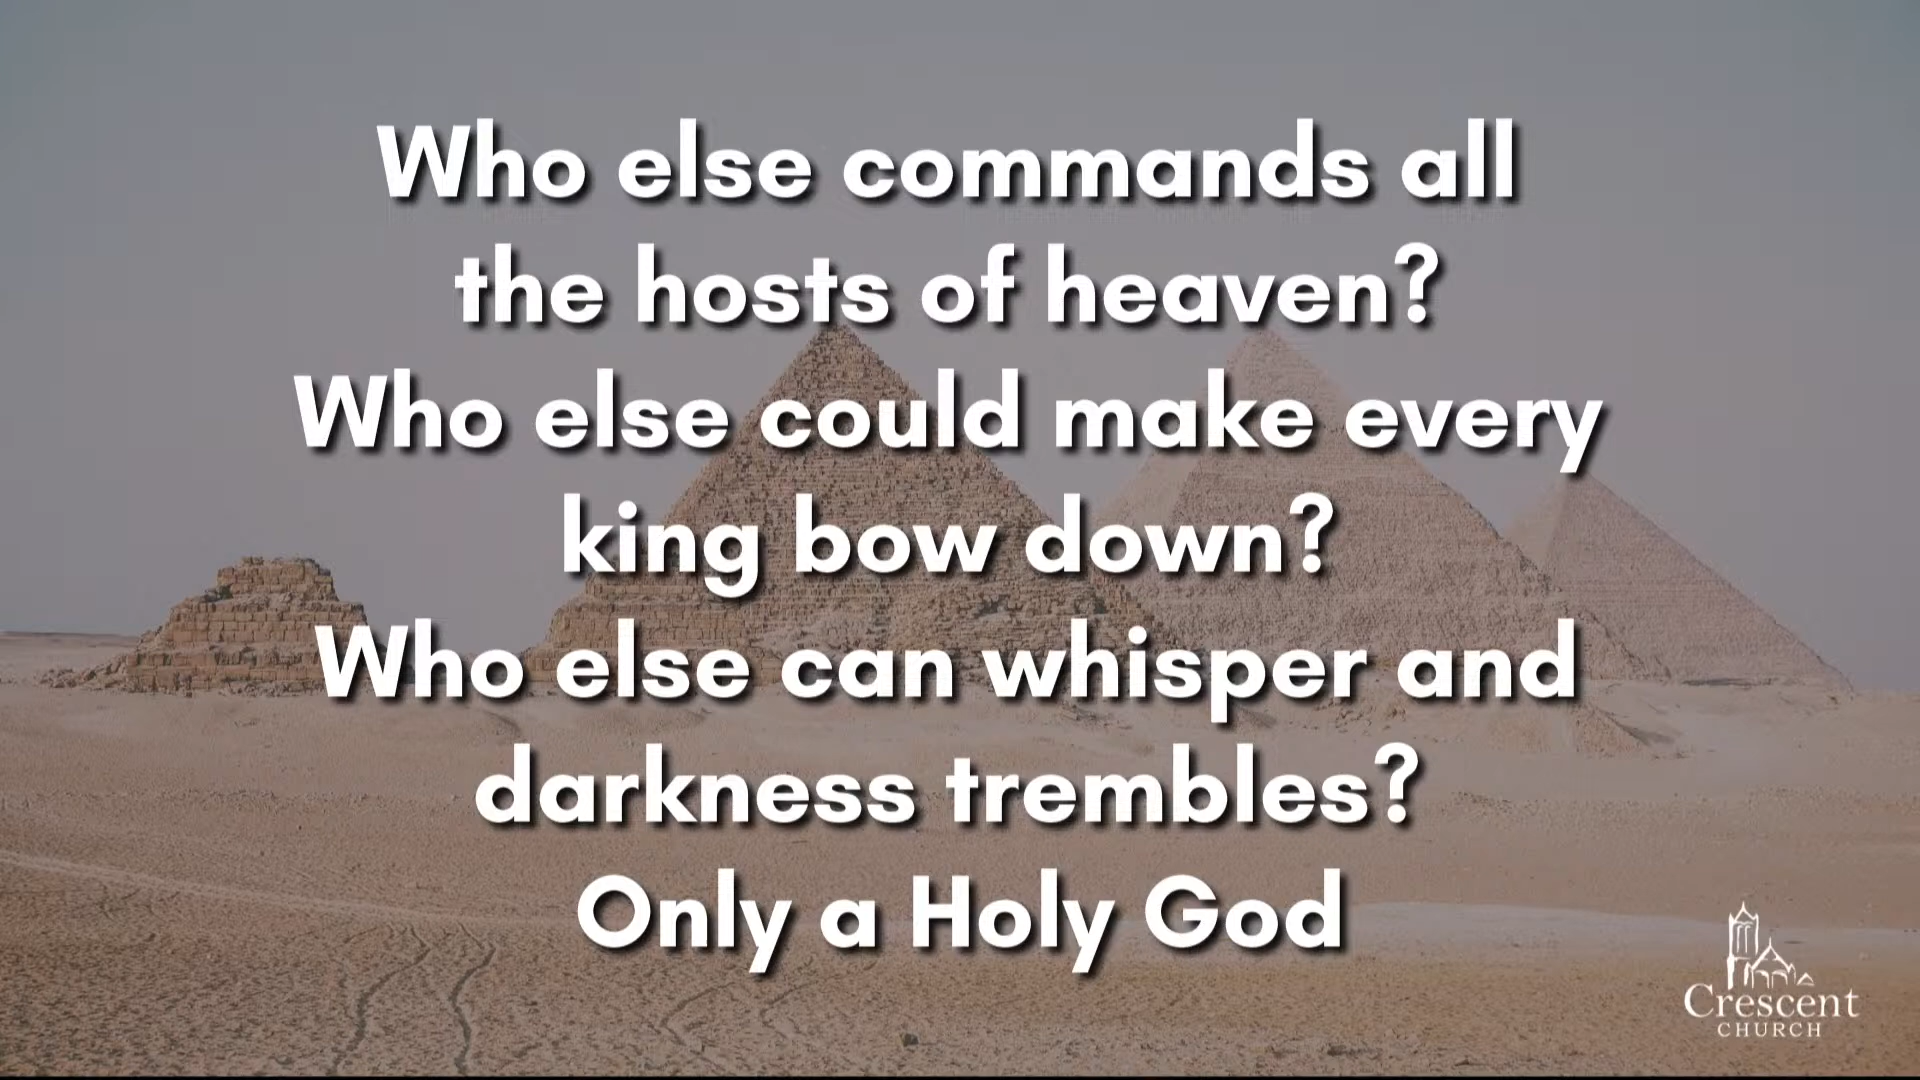 Who else commands all
the hosts of heaven?
Who else could make every
king bow down?
Who else can whisper and
darkness trembles?
Only a Holy God
Crescent
CHURCH